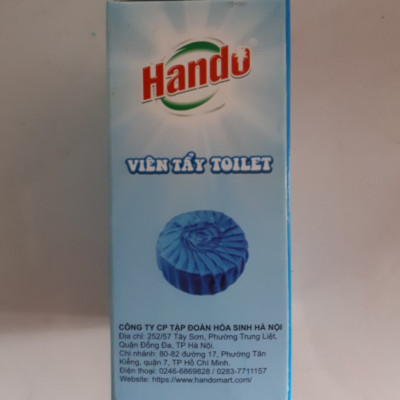 Hando
VIÊN TẨY TOILET
CÔNG TY CP TẬP ĐOÀN HÓA SINH HÀ NỘI
Địa chỉ: 252/57 Tây Sơn, Phường Trung Liệt,
Quận Đống Đa, TP Hà Nội.
Chi nhánh: 80-82 đường 17, Phường Tân
Kiểng, quận 7, TP Hồ Chí Minh.
Điện thoại: 0246-6869828 / 0283-7711157
Website: https://www.handomart.com/